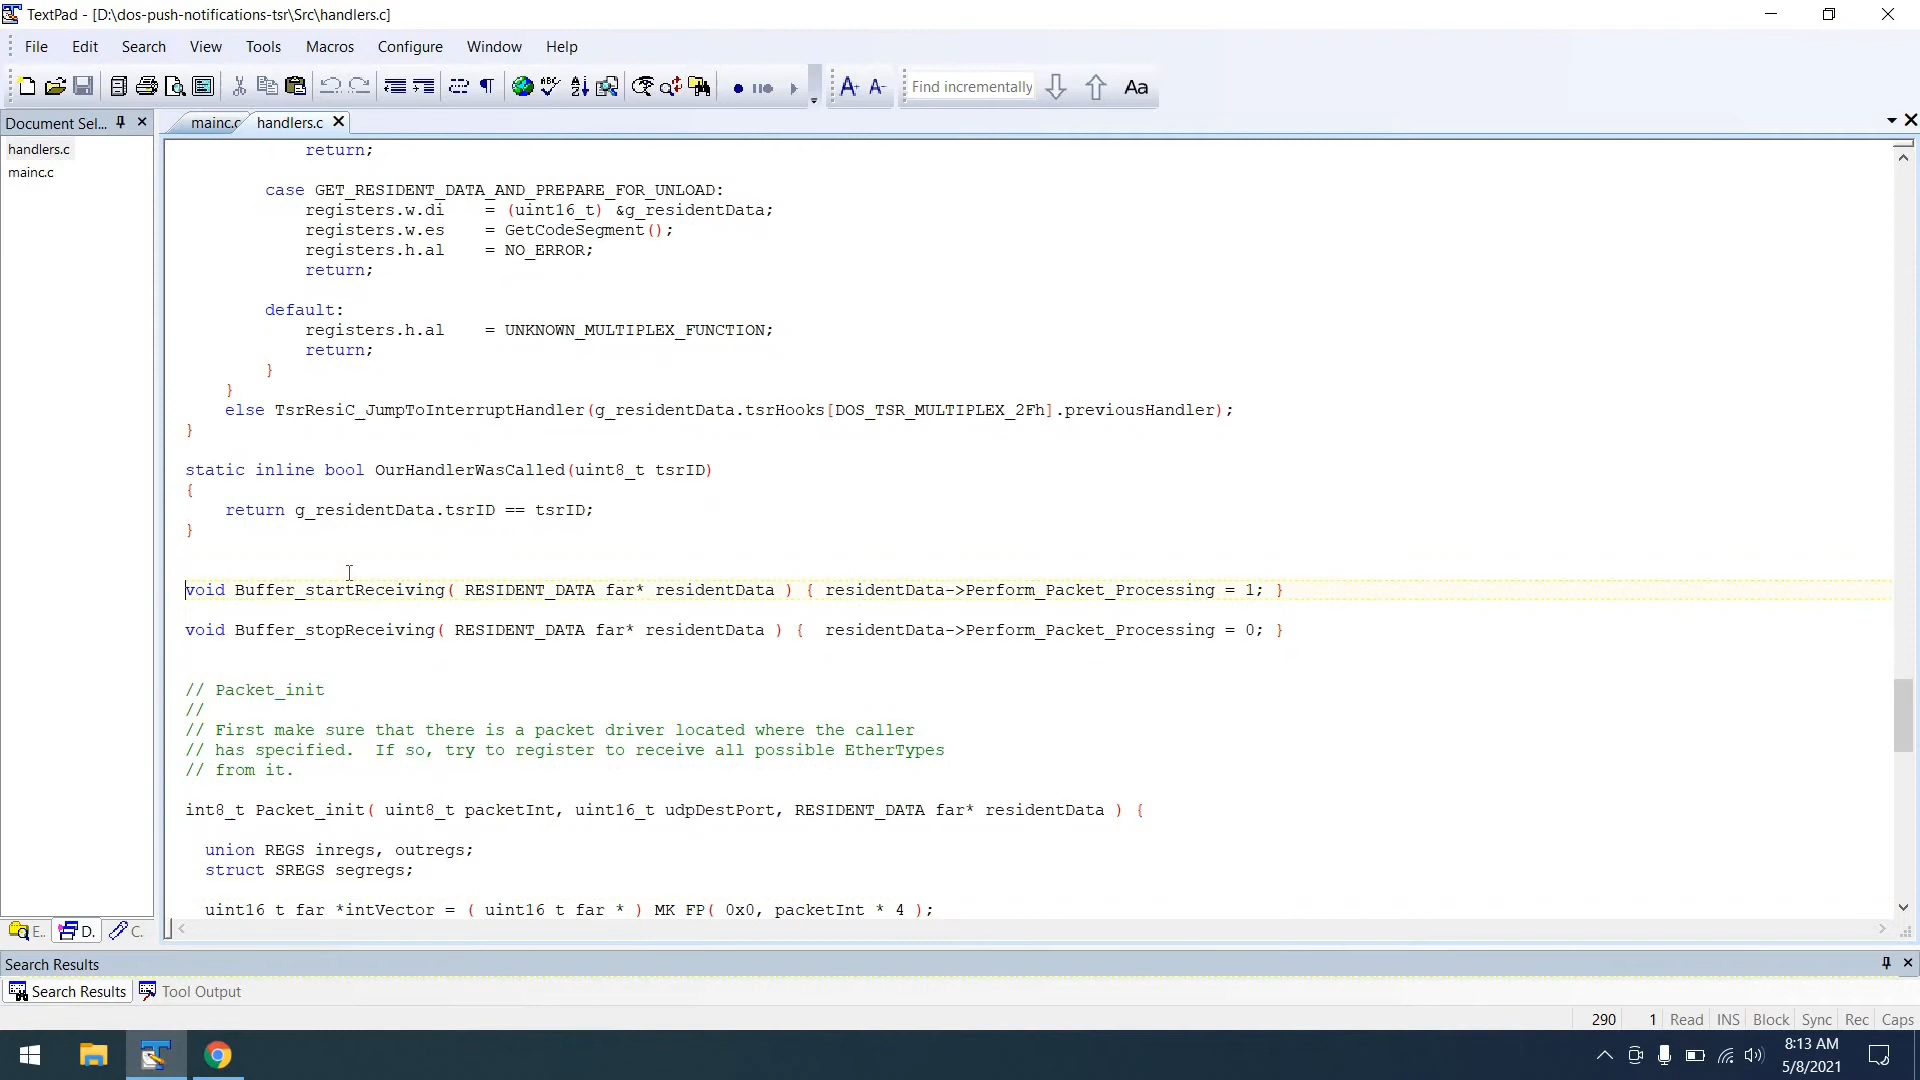 TextPad - [D:\dos-push-notifications-tsr\Src\handlers.c]
File Edit Search View Tools Macros Configure Window Help
Find incrementally Aa
Document Sel... mainc.c handlers.c
handlers.c
mainc.c
return;
case GET_RESIDENT_DATA_AND_PREPARE_FOR_UNLOAD:
registers.w.di = (uint16_t) &g_residentData;
registers.w.es = GetCodeSegment();
registers.h.al = NO_ERROR;
return;
default:
registers.h.al = UNKNOWN_MULTIPLEX_FUNCTION;
return;
}
}
else TsrResiC_JumpToInterruptHandler(g_residentData.tsrHooks[DOS_TSR_MULTIPLEX_2Fh].previousHandler);
}
static inline bool OurHandlerWasCalled(uint8_t tsrID)
{
return g_residentData.tsrID == tsrID;
}
void Buffer_startReceiving( RESIDENT_DATA far* residentData ) { residentData->Perform_Packet_Processing = 1; }
void Buffer_stopReceiving( RESIDENT_DATA far* residentData ) {  residentData->Perform_Packet_Processing = 0; }
// Packet_init
//
// First make sure that there is a packet driver located where the caller
// has specified.  If so, try to register to receive all possible EtherTypes
// from it.
int8_t Packet_init( uint8_t packetInt, uint16_t udpDestPort, RESIDENT_DATA far* residentData ) {
union REGS inregs, outregs;
struct SREGS segregs;
uint16_t far *intVector = ( uint16_t far * ) MK_FP( 0x0, packetInt * 4 );
E.. D.. C..
Search Results
Search Results Tool Output
290 1 Read INS Block Sync Rec Caps
8:13 AM
5/8/2021